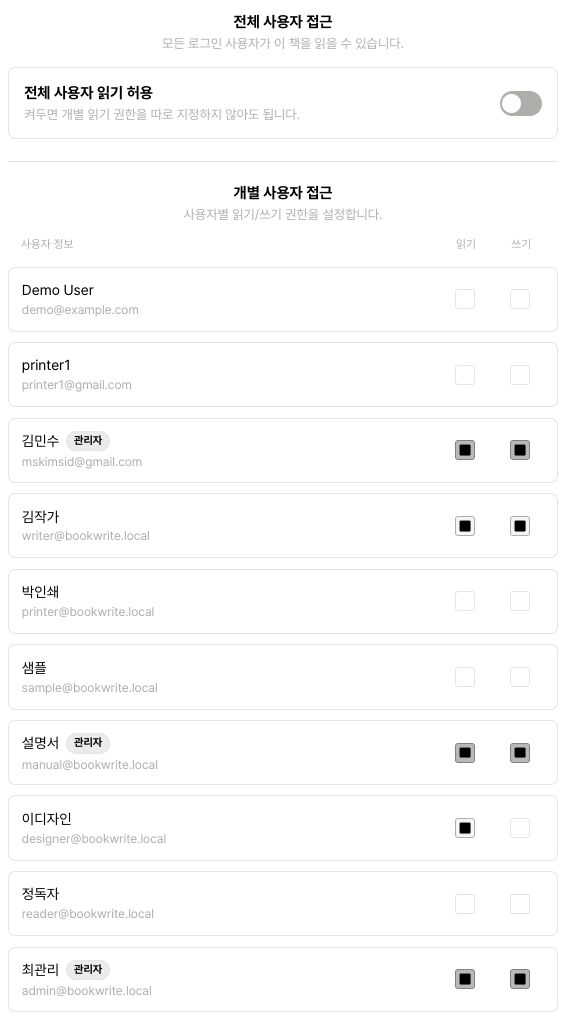 전체 사용자 접근
모든 로그인 사용자가 이 책을 읽을 수 있습니다.
전체 사용자 읽기 허용
켜두면 개별 읽기 권한을 따로 지정하지 않아도 됩니다.
개별 사용자 접근
사용자별 읽기/쓰기 권한을 설정합니다.
사용자 정보 읽기 쓰기
Demo User
demo@example.com
printer1
printer1@gmail.com
김민수 관리자
mskimsid@gmail.com
김작가
writer@bookwrite.local
박인쇄
printer@bookwrite.local
샘플
sample@bookwrite.local
설명서 관리자
manual@bookwrite.local
이디자인
designer@bookwrite.local
정독자
reader@bookwrite.local
최관리 관리자
admin@bookwrite.local